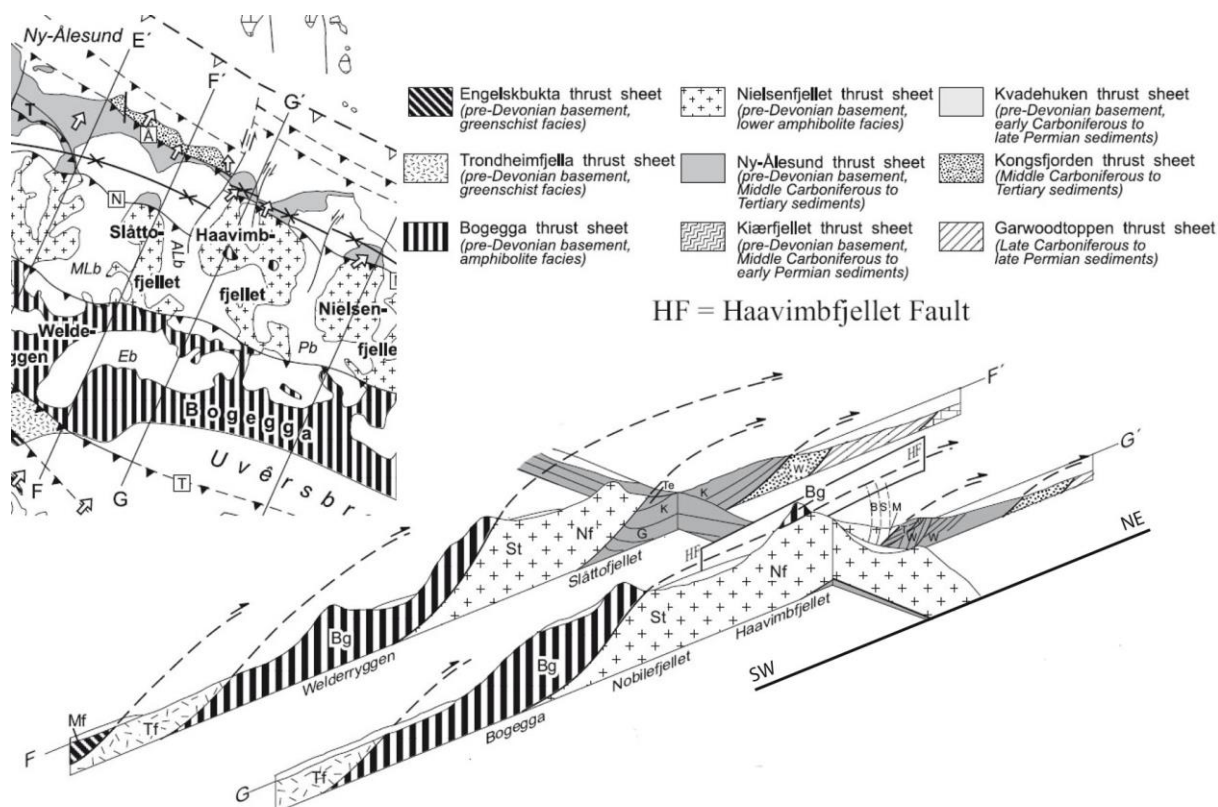 Ny-Ålesund
E´
F´
G´
T
A
N
Slåtto-
fjellet
ALb
MLb
Haavimb-
fjellet
Nielsen-
fjelle
Pb
Welde-
ggen
Eb
Bogegga
Uvêrsbr
F
G
T
Engelskbukta thrust sheet
(pre-Devonian basement,
greenschist facies)
Trondheimfjella thrust sheet
(pre-Devonian basement,
greenschist facies)
Bogegga thrust sheet
(pre-Devonian basement,
amphibolite facies)
Nielsenfjellet thrust sheet
(pre-Devonian basement,
lower amphibolite facies)
Ny-Ålesund thrust sheet
(pre-Devonian basement,
Middle Carboniferous to
Tertiary sediments)
Kiærfjellet thrust sheet
(pre-Devonian basement,
Middle Carboniferous to
early Permian sediments)
Kvadehuken thrust sheet
(pre-Devonian basement,
early Carboniferous to
late Permian sediments)
Kongsfjorden thrust sheet
(Middle Carboniferous to
Tertiary sediments)
Garwoodtoppen thrust sheet
(Late Carboniferous to
late Permian sediments)
HF = Haavimbfjellet Fault
F´
G´
HF
W
Te
K
K
G
Bg
B S M
W W
HF
St
Nf
Slåttofjellet
Nf
Haavimbfjellet
St
Nobilefjellet
NE
SW
Bg
Welderryggen
Bg
Bogegga
Mf
Tf
F
Tf
G